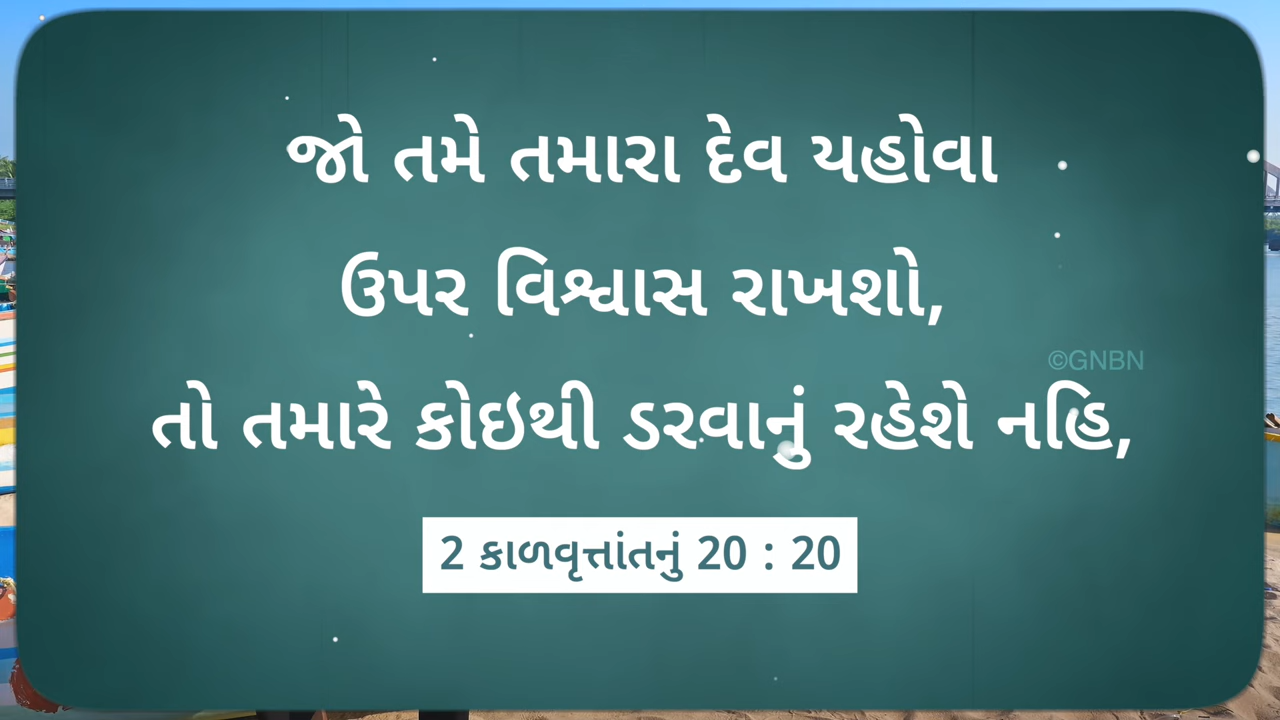 જો તમે તમારા દેવ યહોવા
ઉપર વિશ્વાસ રાખશો,
©GNBN
તો તમારે કોઇથી ડરવાનું રહેશે નહિ,
2 કાળવૃત્તાંતનું 20 : 20